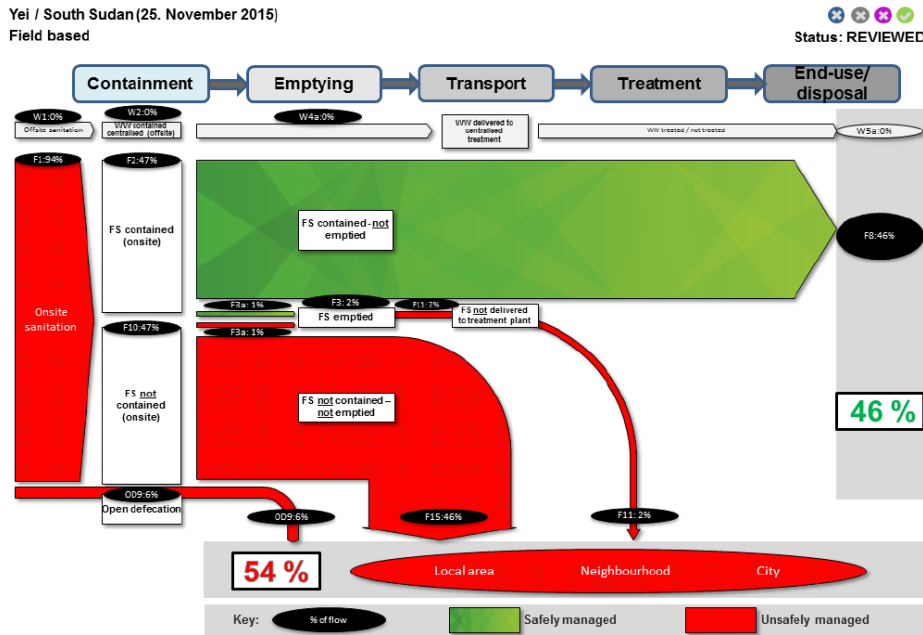 Yei / South Sudan (25. November 2015)
Field based
Status: REVIEWED
Containment
Emptying
Transport
Treatment
End-use/
disposal
W1:0%
W2:0%
W4a:0%
Offsite sanitation
WW contained
centralised (offsite)
WW delivered to
centralised
treatment
WW treated / not treated
W5a:0%
F1:94%
F2:47%
FS contained
(onsite)
FS contained - not
emptied
F8:46%
F3a: 1%
F3: 2%
F11: 2%
FS emptied
FS not delivered
to treatment plant
Onsite
sanitation
F10:47%
F3a: 1%
FS not
contained
(onsite)
FS not contained –
not emptied
46 %
OD9:6%
Open defecation
OD9:6%
F15:46%
F11: 2%
54 %
Local area
Neighbourhood
City
Key:
% of flow
Safely managed
Unsafely managed